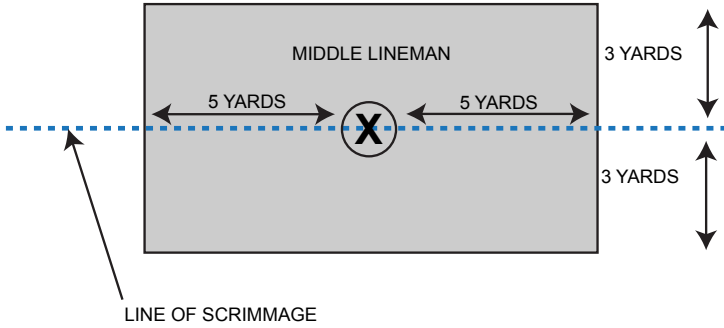 MIDDLE LINEMAN
3 YARDS
5 YARDS
5 YARDS
X
3 YARDS
LINE OF SCRIMMAGE